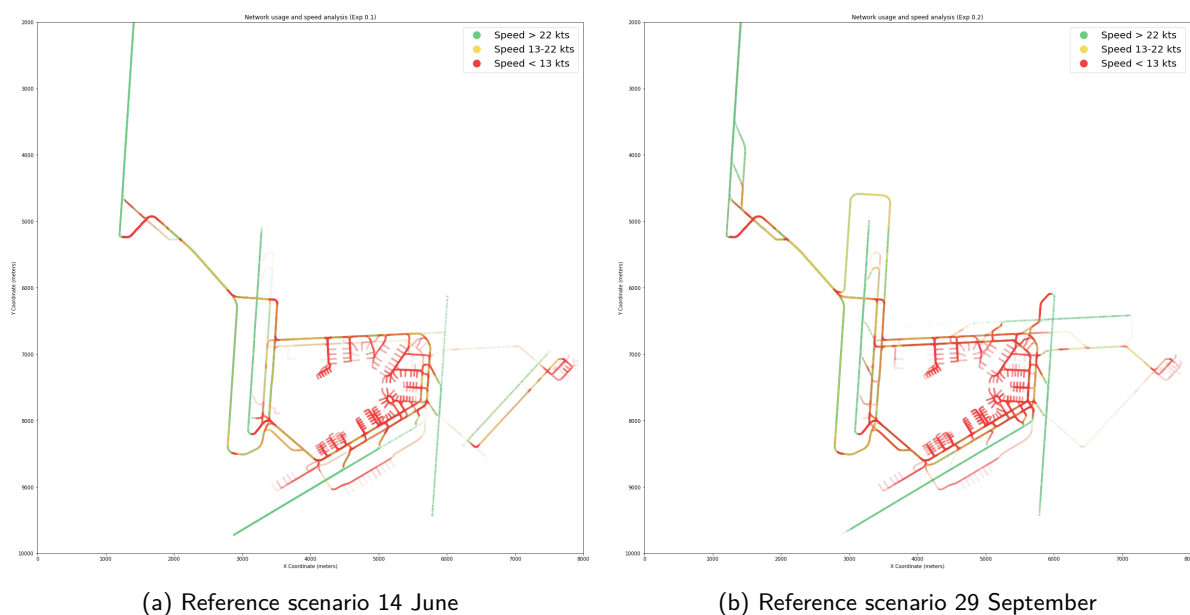 Network usage and speed analysis (Exp 0.1)
Speed > 22 kts
Speed 13-22 kts
Speed < 13 kts
2000
3000
4000
5000
6000
7000
8000
9000
10000
Y Coordinate (meters)
0
1000
2000
3000
4000
5000
6000
7000
8000
X Coordinate (meters)
(a) Reference scenario 14 June
Network usage and speed analysis (Exp 0.2)
Speed > 22 kts
Speed 13-22 kts
Speed < 13 kts
2000
3000
4000
5000
6000
7000
8000
9000
10000
Y Coordinate (meters)
0
1000
2000
3000
4000
5000
6000
7000
8000
X Coordinate (meters)
(b) Reference scenario 29 September